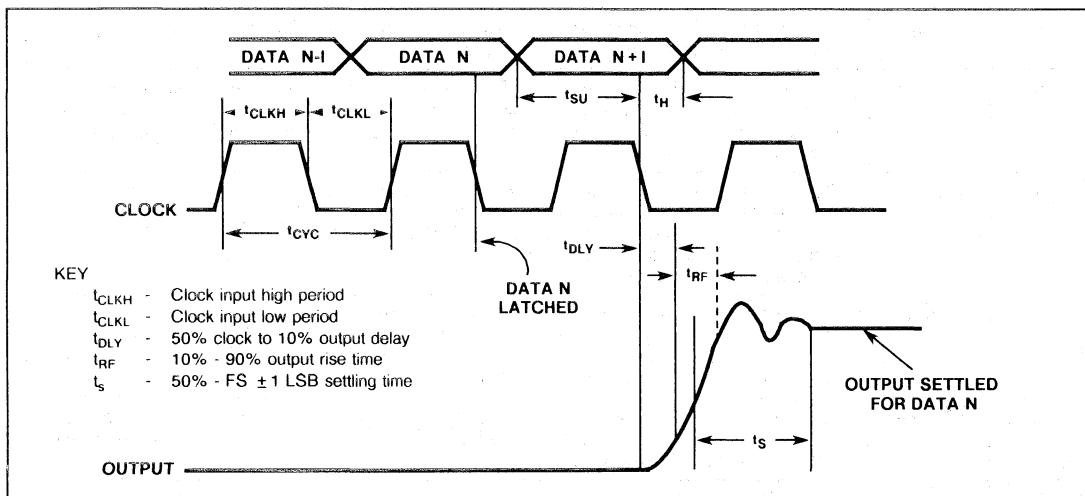 DATA N-1 DATA N DATA N+1
tSU tH
tCLKH tCLKL
CLOCK
tCYC
tDLY
tRF
DATA N
LATCHED
KEY
tCLKH - Clock input high period
tCLKL - Clock input low period
tDLY - 50% clock to 10% output delay
tRF - 10% - 90% output rise time
ts - 50% - FS ±1 LSB settling time
OUTPUT SETTLED
FOR DATA N
tS
OUTPUT